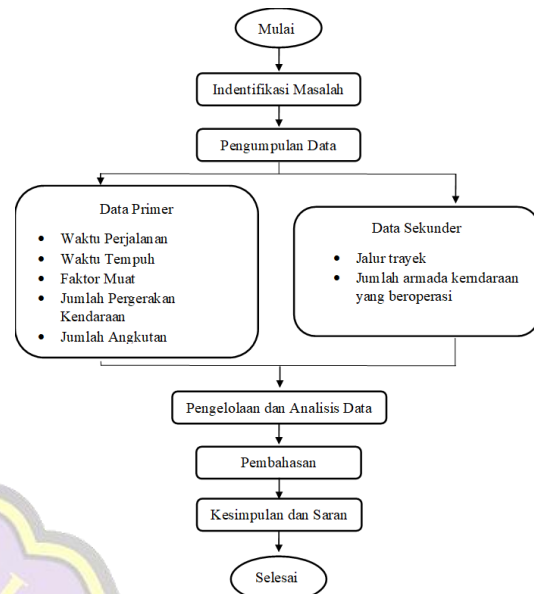 Mulai
Indentifikasi Masalah
Pengumpulan Data
Data Primer
• Waktu Perjalanan
• Waktu Tempuh
• Faktor Muat
• Jumlah Pergerakan
Kendaraan
• Jumlah Angkutan
Data Sekunder
• Jalur trayek
• Jumlah armada kerndaraan
yang beroperasi
Pengelolaan dan Analisis Data
Pembahasan
Kesimpulan dan Saran
Selesai